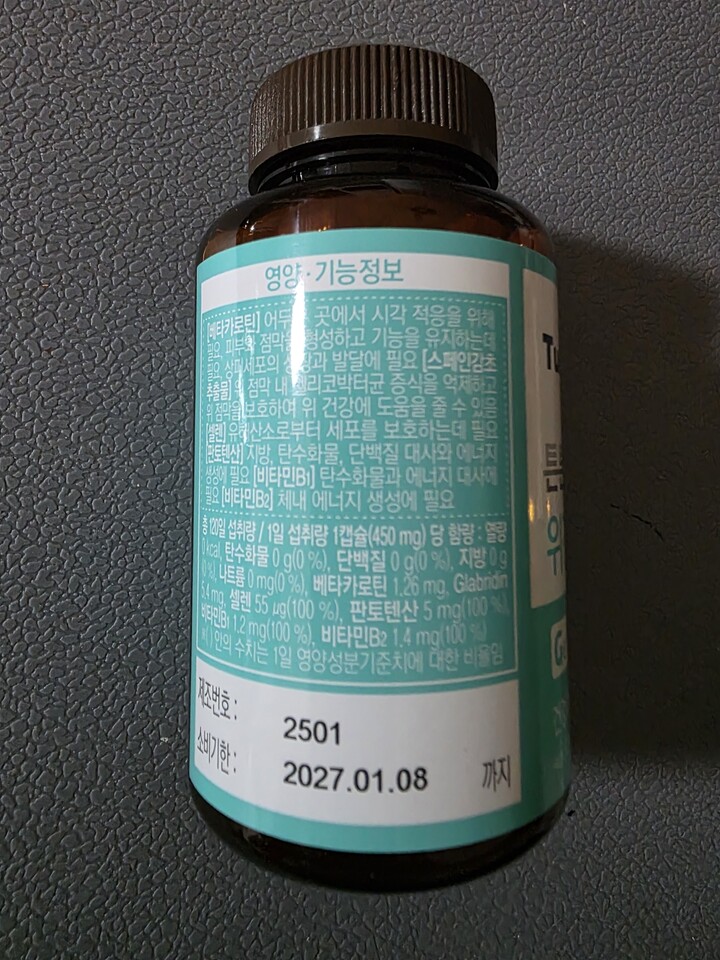 영양·기능정보
[베타카로틴] 어두운 곳에서 시각 적응을 위해
필요, 피부와 점막을 형성하고 기능을 유지하는데
필요, 상피세포의 성장과 발달에 필요 [스페인감초
추출물] 위 점막 내 헬리코박터균 증식을 억제하고
위 점막을 보호하여 위 건강에 도움을 줄 수 있음
[셀렌] 유해산소로부터 세포를 보호하는데 필요
[판토텐산] 지방, 탄수화물, 단백질 대사와 에너지
생성에 필요 [비타민B1] 탄수화물과 에너지 대사에
필요 [비타민B2] 체내 에너지 생성에 필요
총 120일 섭취량 / 1일 섭취량 1캡슐(450 mg) 당 함량 : 열량
0 kcal, 탄수화물 0 g(0 %), 단백질 0 g(0 %), 지방 0 g
(0 %), 나트륨 0 mg(0 %), 베타카로틴 1.26 mg, Glabridin
5.4 mg, 셀렌 55 µg(100 %), 판토텐산 5 mg(100 %),
비타민B1 1.2 mg(100 %), 비타민B2 1.4 mg(100 %)
※( ) 안의 수치는 1일 영양성분기준치에 대한 비율임
제조번호 : 2501
소비기한 : 2027.01.08 까지